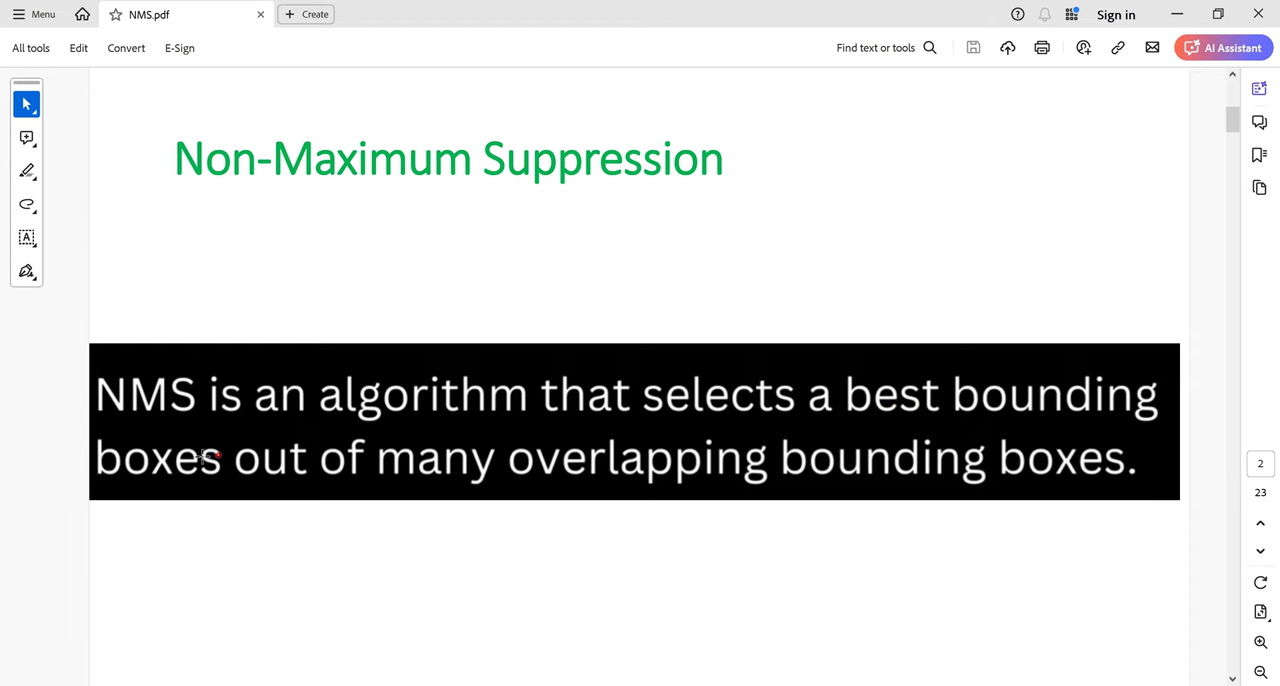 Menu
NMS.pdf
Create
Sign in
All tools
Edit
Convert
E-Sign
Find text or tools
AI Assistant
Non-Maximum Suppression
NMS is an algorithm that selects a best bounding
boxes out of many overlapping bounding boxes.
2
23